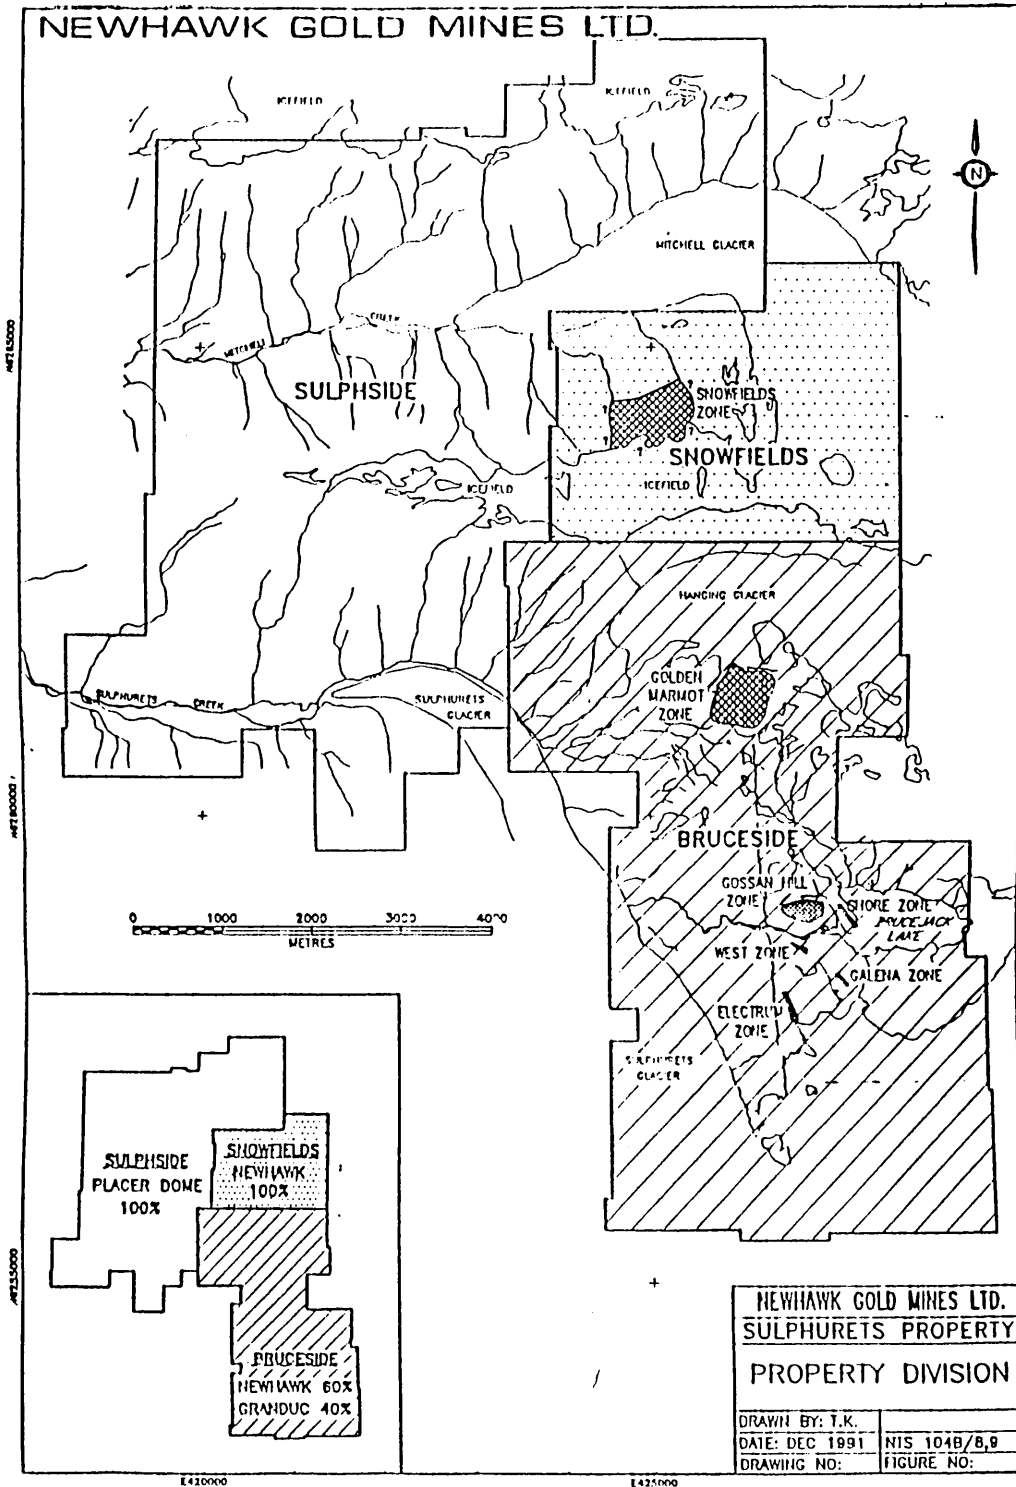 NEWHAWK GOLD MINES LTD.
ICEFIELD
ICEFIELD
N
MITCHELL GLACIER
CREEK
MITCHELL
SULPHSIDE
SNOWFIELDS
ZONE
?
?
?
?
?
SNOWFIELDS
ICEFIELD
ICEFIELD
HANGING GLACIER
GOLDEN
MARMOT
ZONE
SULPHURETS
CREEK
SULPHURETS
GLACIER
BRUCESIDE
GOSSAN HILL
ZONE
SHORE ZONE
BRUCEJACK
LAKE
WEST ZONE
GALENA ZONE
ELECTRUM
ZONE
SULPHURETS
GLACIER
0 1000 2000 3000 4000
METRES
SULPHSIDE
PLACER DOME
100%
SNOWFIELDS
NEWHAWK
100%
BRUCESIDE
NEWHAWK 60%
GRANDUC 40%
NEWHAWK GOLD MINES LTD.
SULPHURETS PROPERTY
PROPERTY DIVISION
DRAWN BY: T.K.
DATE: DEC 1991
NTS 104B/8,9
DRAWING NO:
FIGURE NO:
E420000
E425000